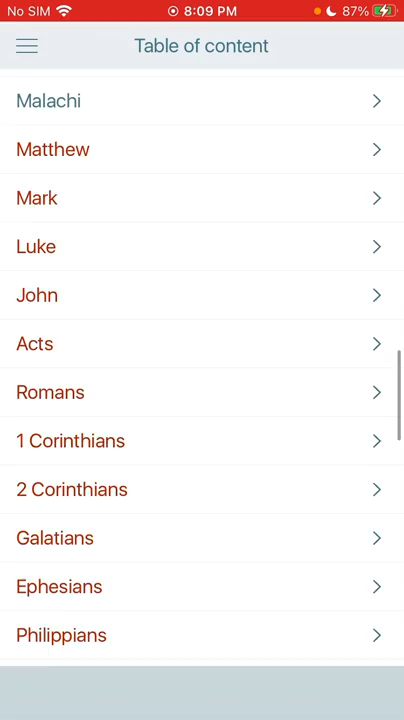 No SIM 8:09 PM 87%
Table of content
Malachi
Matthew
Mark
Luke
John
Acts
Romans
1 Corinthians
2 Corinthians
Galatians
Ephesians
Philippians